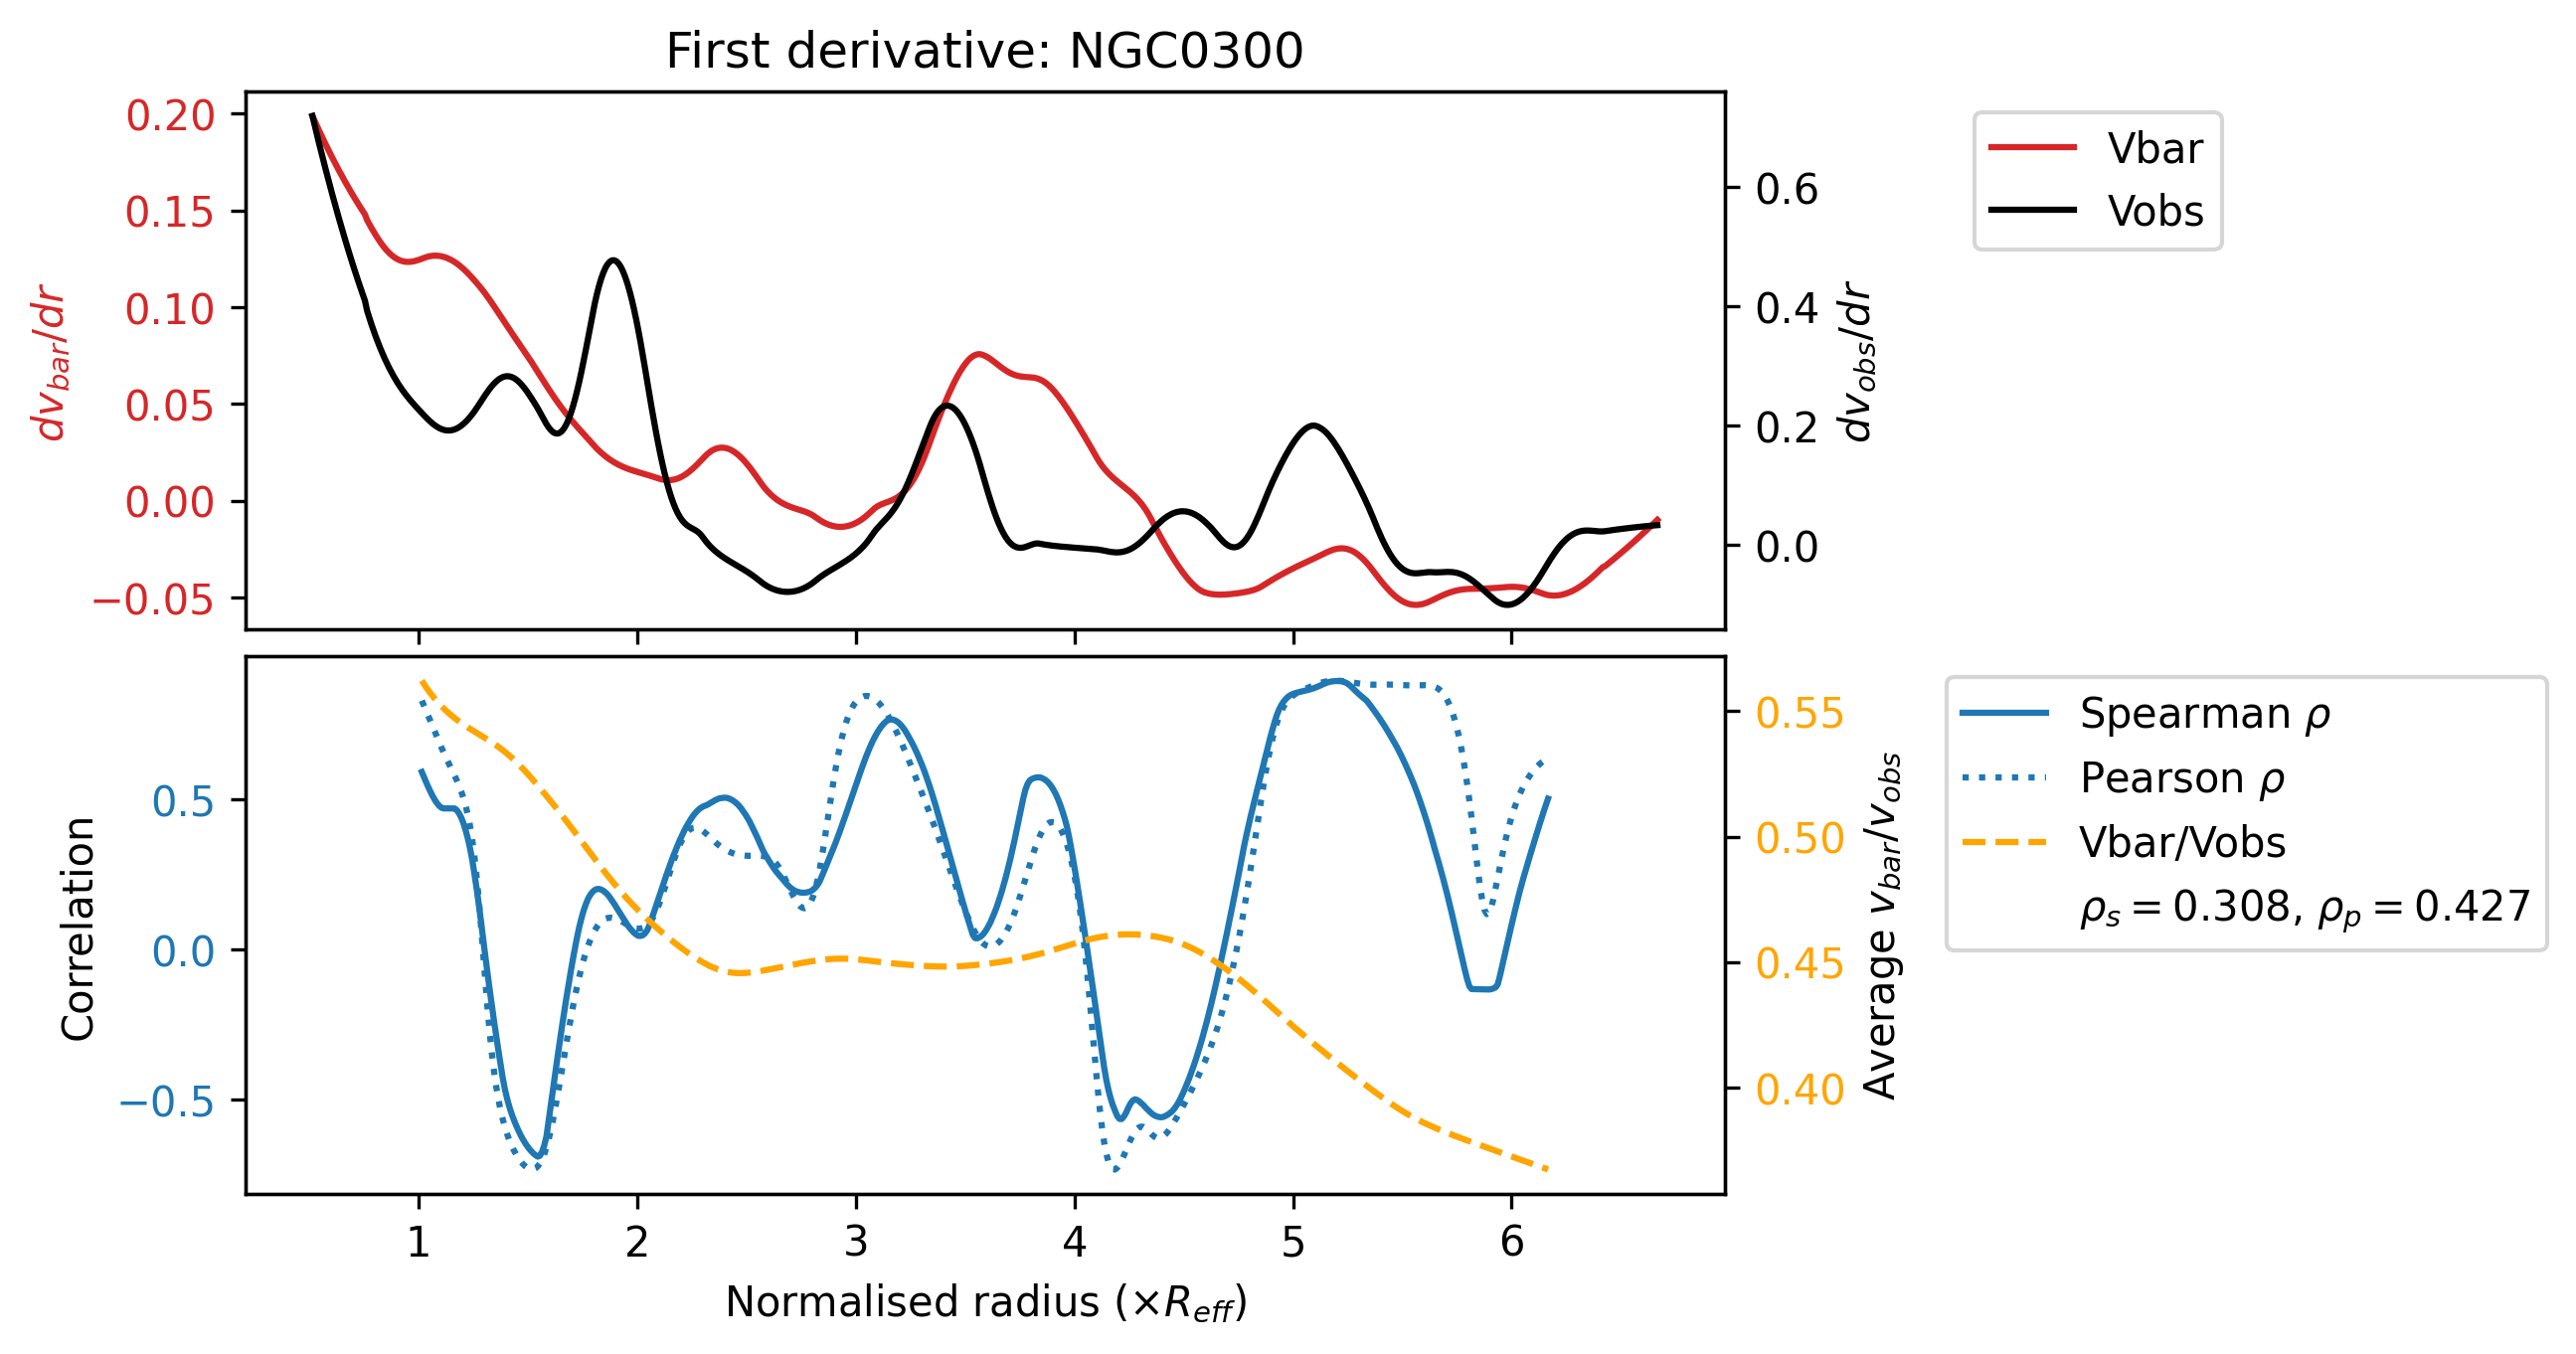 First derivative: NGC0300
0.20
0.15
0.10
0.05
0.00
−0.05
dv_bar/dr
0.6
0.4
0.2
0.0
dv_obs/dr
Vbar
Vobs
0.5
0.0
−0.5
Correlation
0.55
0.50
0.45
0.40
Average v_bar/v_obs
Spearman ρ
Pearson ρ
Vbar/Vobs
ρ_s = 0.308, ρ_p = 0.427
1 2 3 4 5 6
Normalised radius (×R_eff)